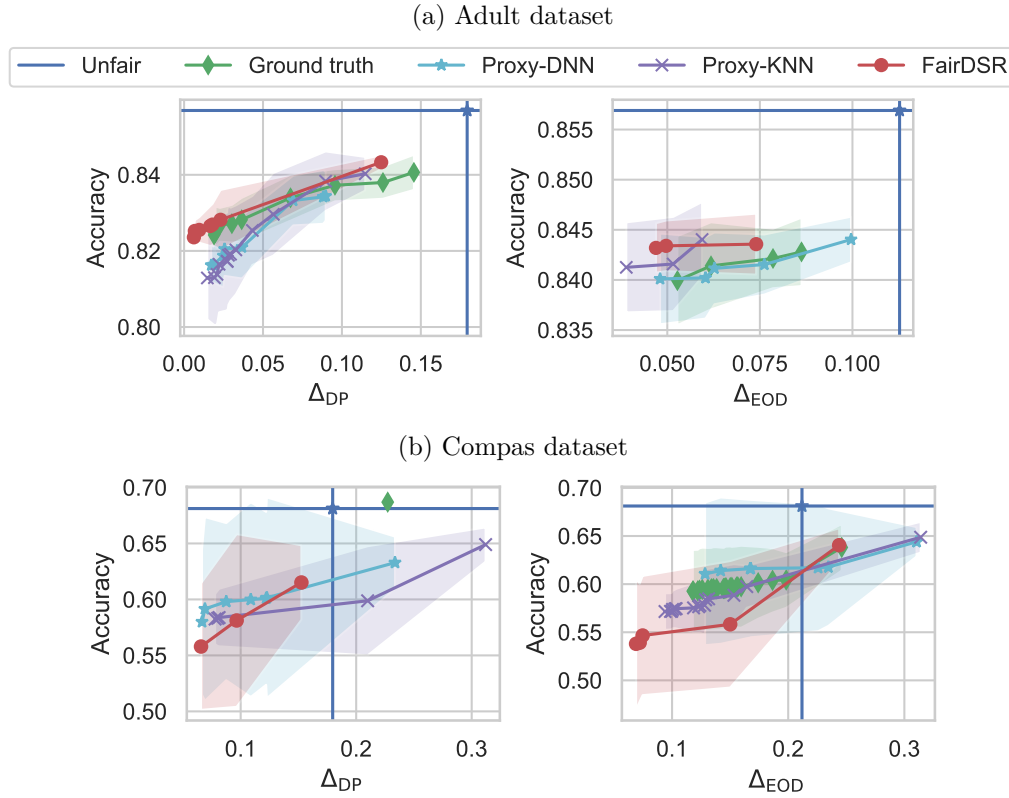 (a) Adult dataset
Unfair Ground truth Proxy-DNN Proxy-KNN FairDSR
Accuracy
0.84
0.82
0.80
0.00 0.05 0.10 0.15
Δ_DP
Accuracy
0.855
0.850
0.845
0.840
0.835
0.050 0.075 0.100
Δ_EOD
(b) Compas dataset
Accuracy
0.70
0.65
0.60
0.55
0.50
0.1 0.2 0.3
Δ_DP
Accuracy
0.70
0.65
0.60
0.55
0.50
0.1 0.2 0.3
Δ_EOD